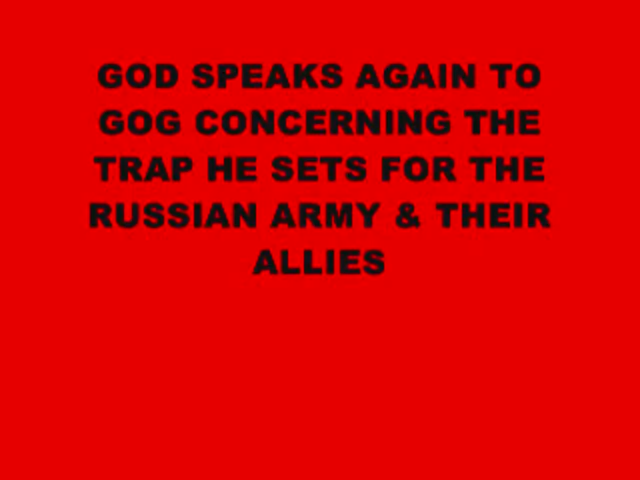 GOD SPEAKS AGAIN TO
GOG CONCERNING THE
TRAP HE SETS FOR THE
RUSSIAN ARMY & THEIR
ALLIES